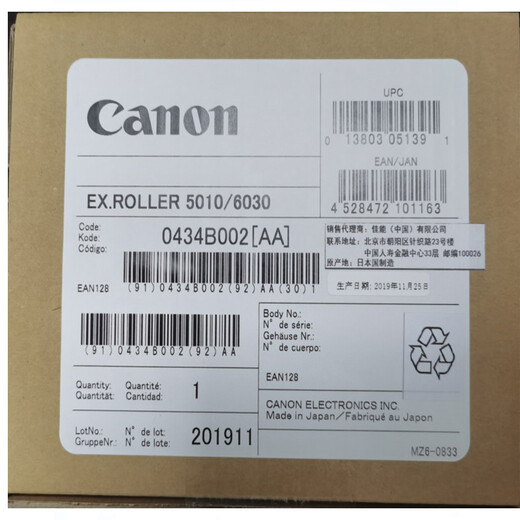 Canon
UPC
0 13803 05139 1
EAN/JAN
4 528472 101163
EX.ROLLER 5010/6030
Code:
Kode:
Código:
0434B002[AA]
销售代理商：佳能（中国）有限公司
联系地址：北京市朝阳区针织路23号楼
中国人寿金融中心33层 邮编100026
原产地：日本国制造
生产日期：2019年11月25日
EAN128
(91)0434B002(92)AA(30)1
(91)0434B002(92)AA
Body No.:
N° de série:
Gehäuse Nr.:
N° de cuerpo:
EAN128
Quantity: Quantité:
Quantität: Cantidad:
1
CANON ELECTRONICS INC.
Made in Japan/Fabriqué au Japon
LotNo.: N° de lot:
GruppeNr.: N° de lote:
201911
MZ6-0833